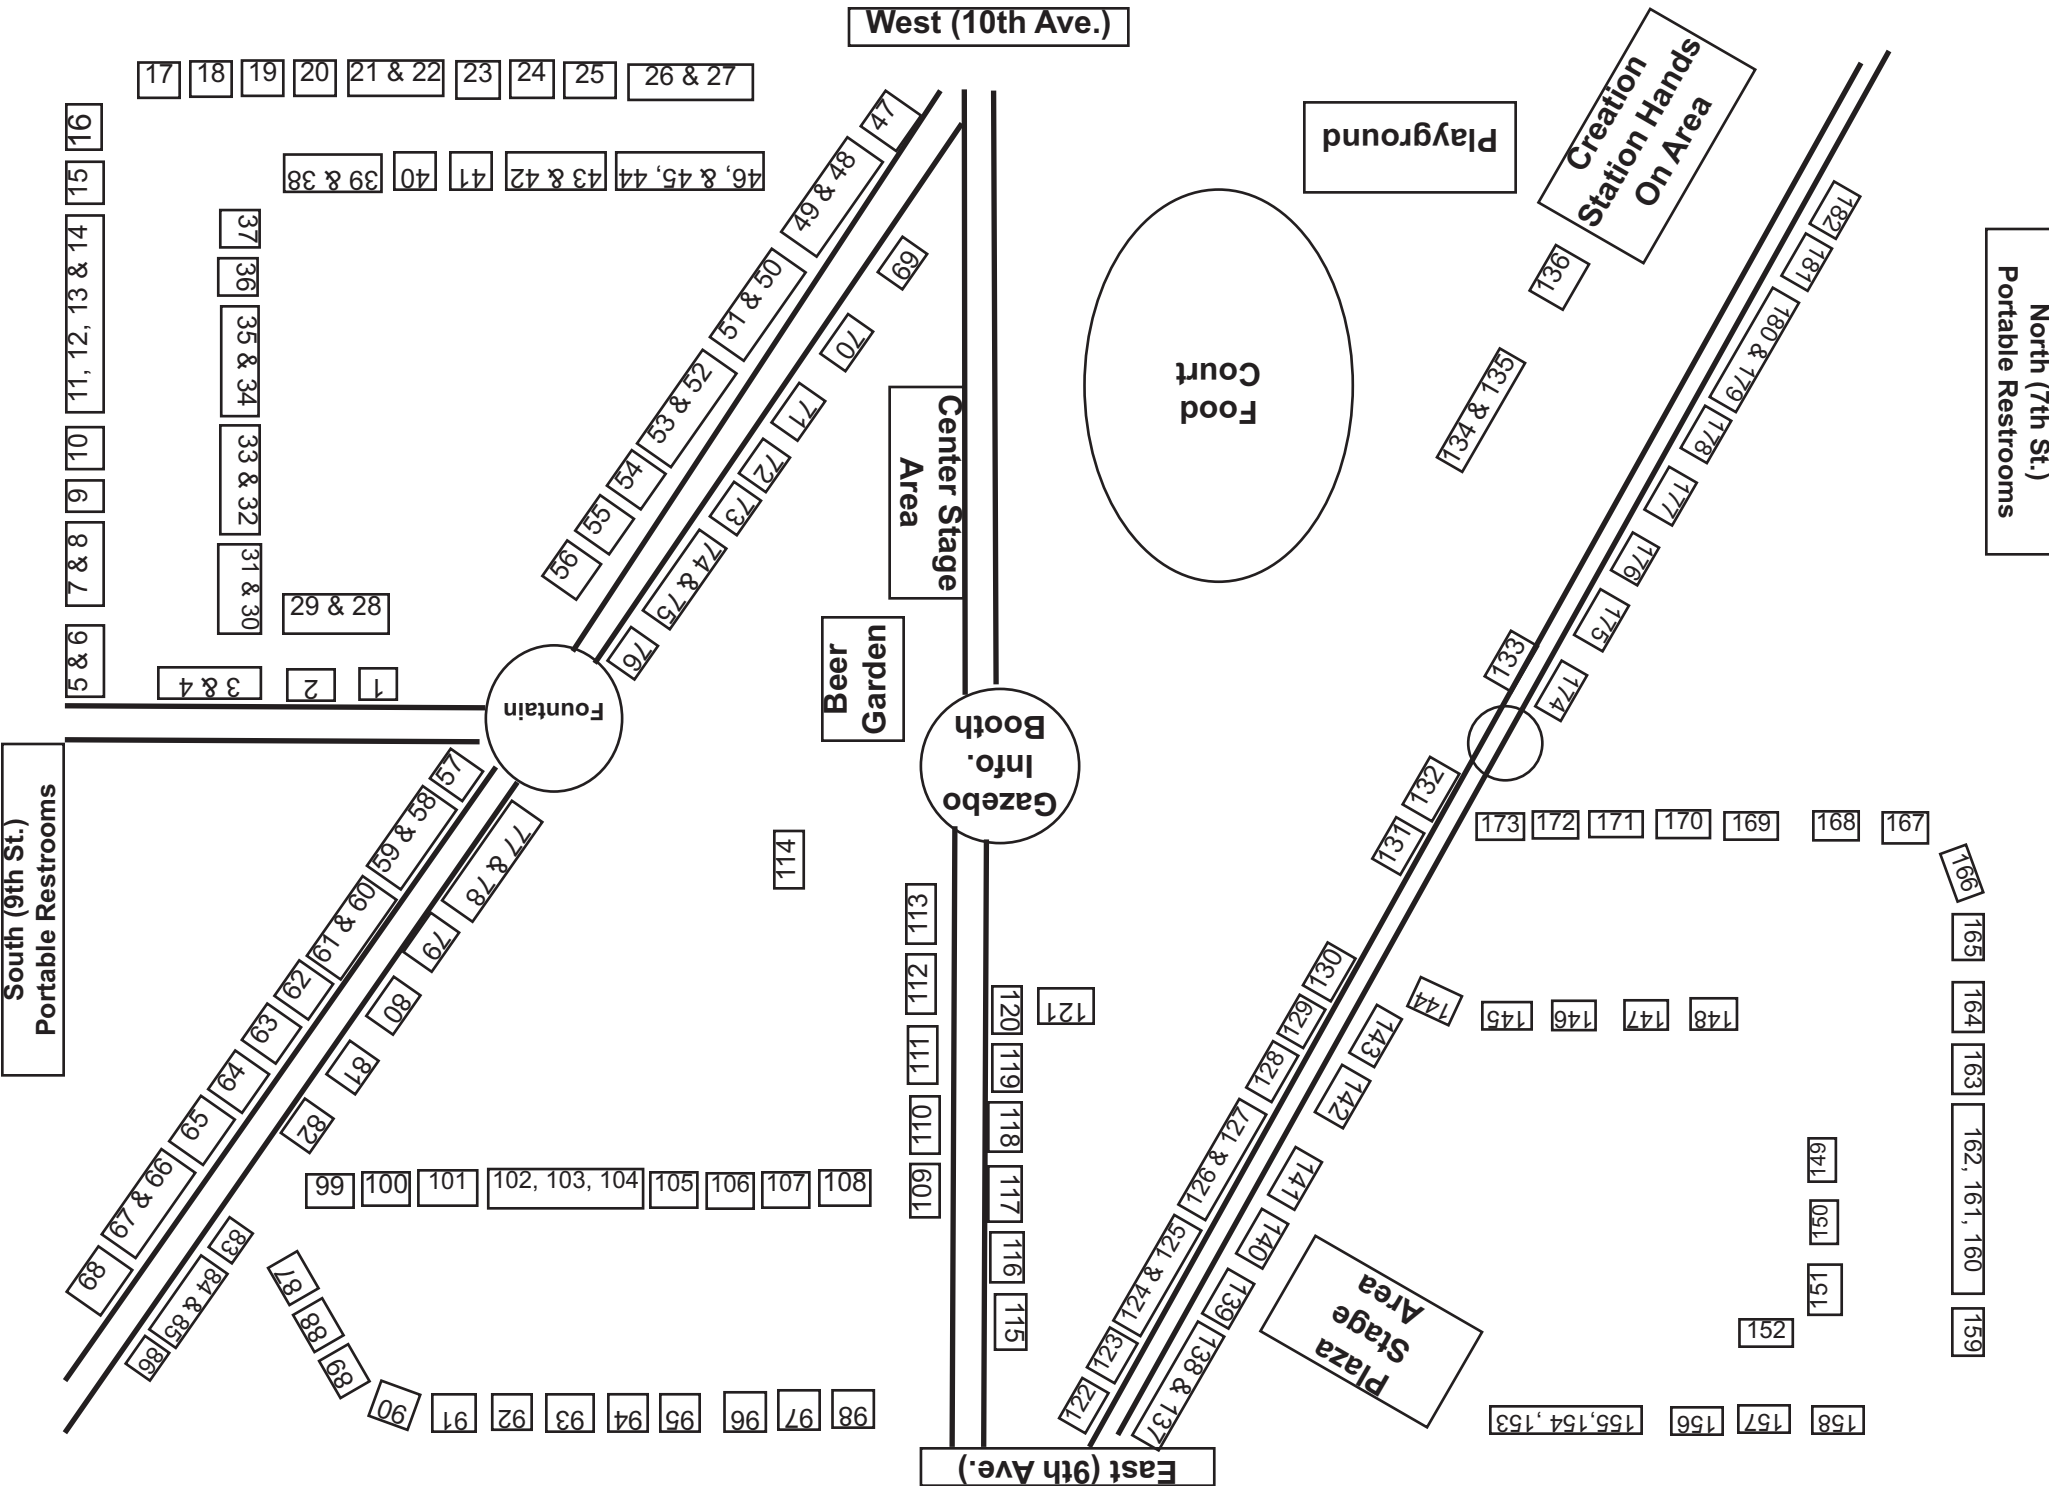 West (10th Ave.)
17
18
19
20
21 & 22
23
24
25
26 & 27
16
15
11, 12, 13 & 14
10
9
7 & 8
5 & 6
39 & 38
40
41
43 & 42
46, & 45, 44
37
36
35 & 34
33 & 32
31 & 30
29 & 28
3 & 4
2
1
47
49 & 48
51 & 50
53 & 52
54
55
56
69
70
71
72
73
74 & 75
76
Fountain
Center Stage
Area
Beer
Garden
Gazebo
Info.
Booth
Food
Court
Playground
Creation
Station Hands
On Area
136
134 & 135
133
132
131
130
129
128
126 & 127
124 & 125
123
122
182
181
180 & 179
178
177
176
175
174
North (7th St.)
Portable Restrooms
South (9th St.)
Portable Restrooms
57
59 & 58
61 & 60
62
63
64
65
67 & 66
68
77 & 78
79
80
81
82
83
84 & 85
86
87
88
89
90
91
92
93
94
95
96
97
98
99
100
101
102, 103, 104
105
106
107
108
114
113
112
111
110
109
120
121
119
118
117
116
115
173
172
171
170
169
168
167
166
165
164
163
162, 161, 160
159
144
145
146
147
148
143
142
141
140
139
138 &
137
149
150
151
152
Plaza
Stage
Area
155,154 ,153
156
157
158
East (9th Ave.)